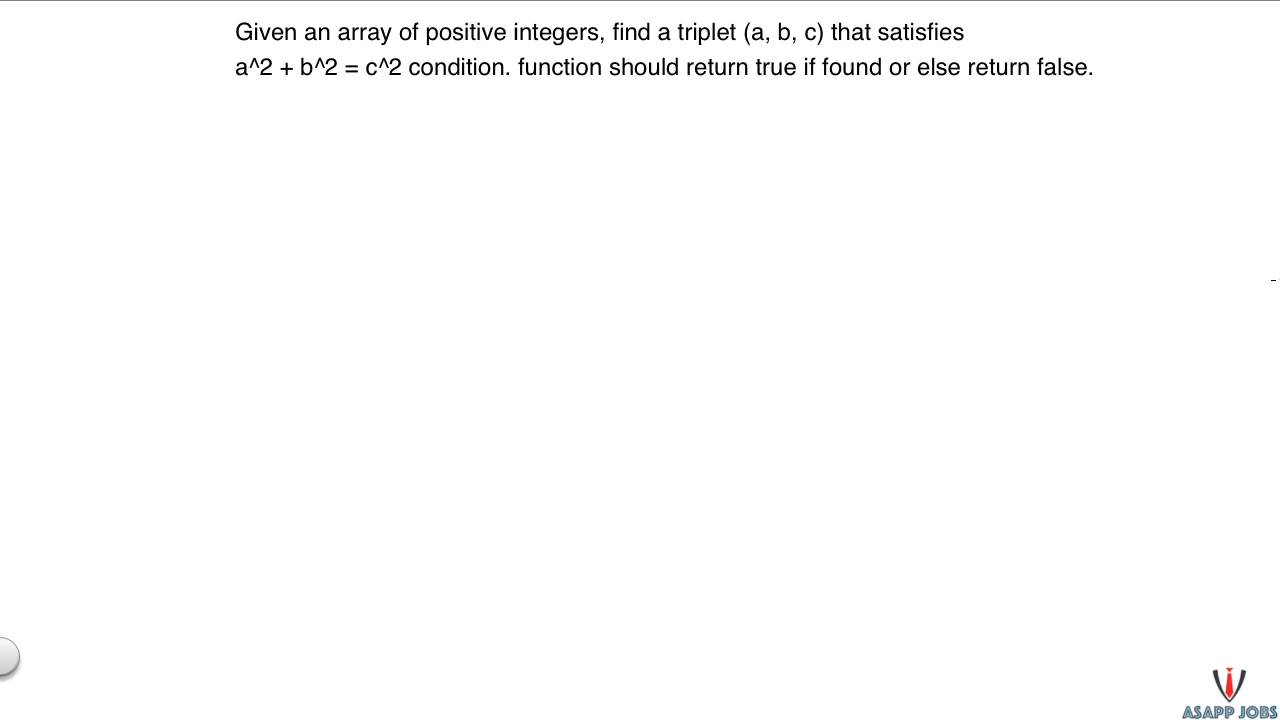 Given an array of positive integers, find a triplet (a, b, c) that satisfies
a^2 + b^2 = c^2 condition. function should return true if found or else return false.
ASAPP JOBS